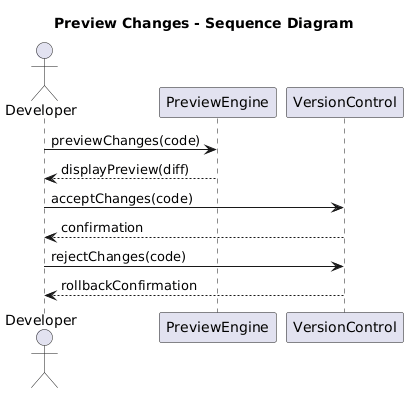 Preview Changes - Sequence Diagram
Developer
PreviewEngine
VersionControl
previewChanges(code)
displayPreview(diff)
acceptChanges(code)
confirmation
rejectChanges(code)
rollbackConfirmation
Developer
PreviewEngine
VersionControl